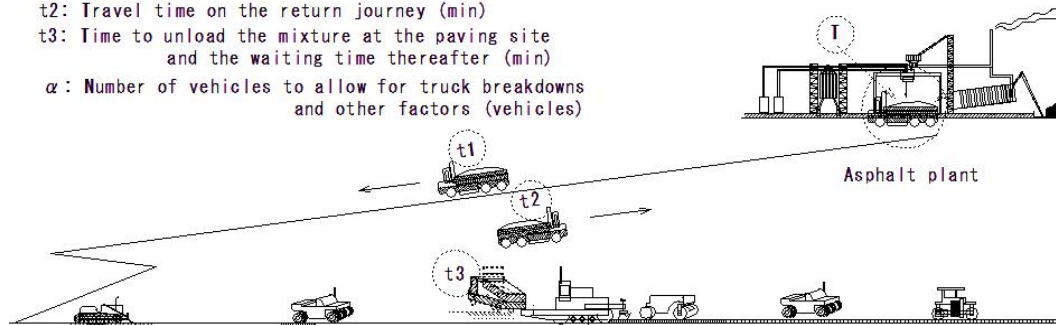 t2: Travel time on the return journey (min)
t3: Time to unload the mixture at the paving site
and the waiting time thereafter (min)
α: Number of vehicles to allow for truck breakdowns
and other factors (vehicles)
T
t1
Asphalt plant
t2
t3